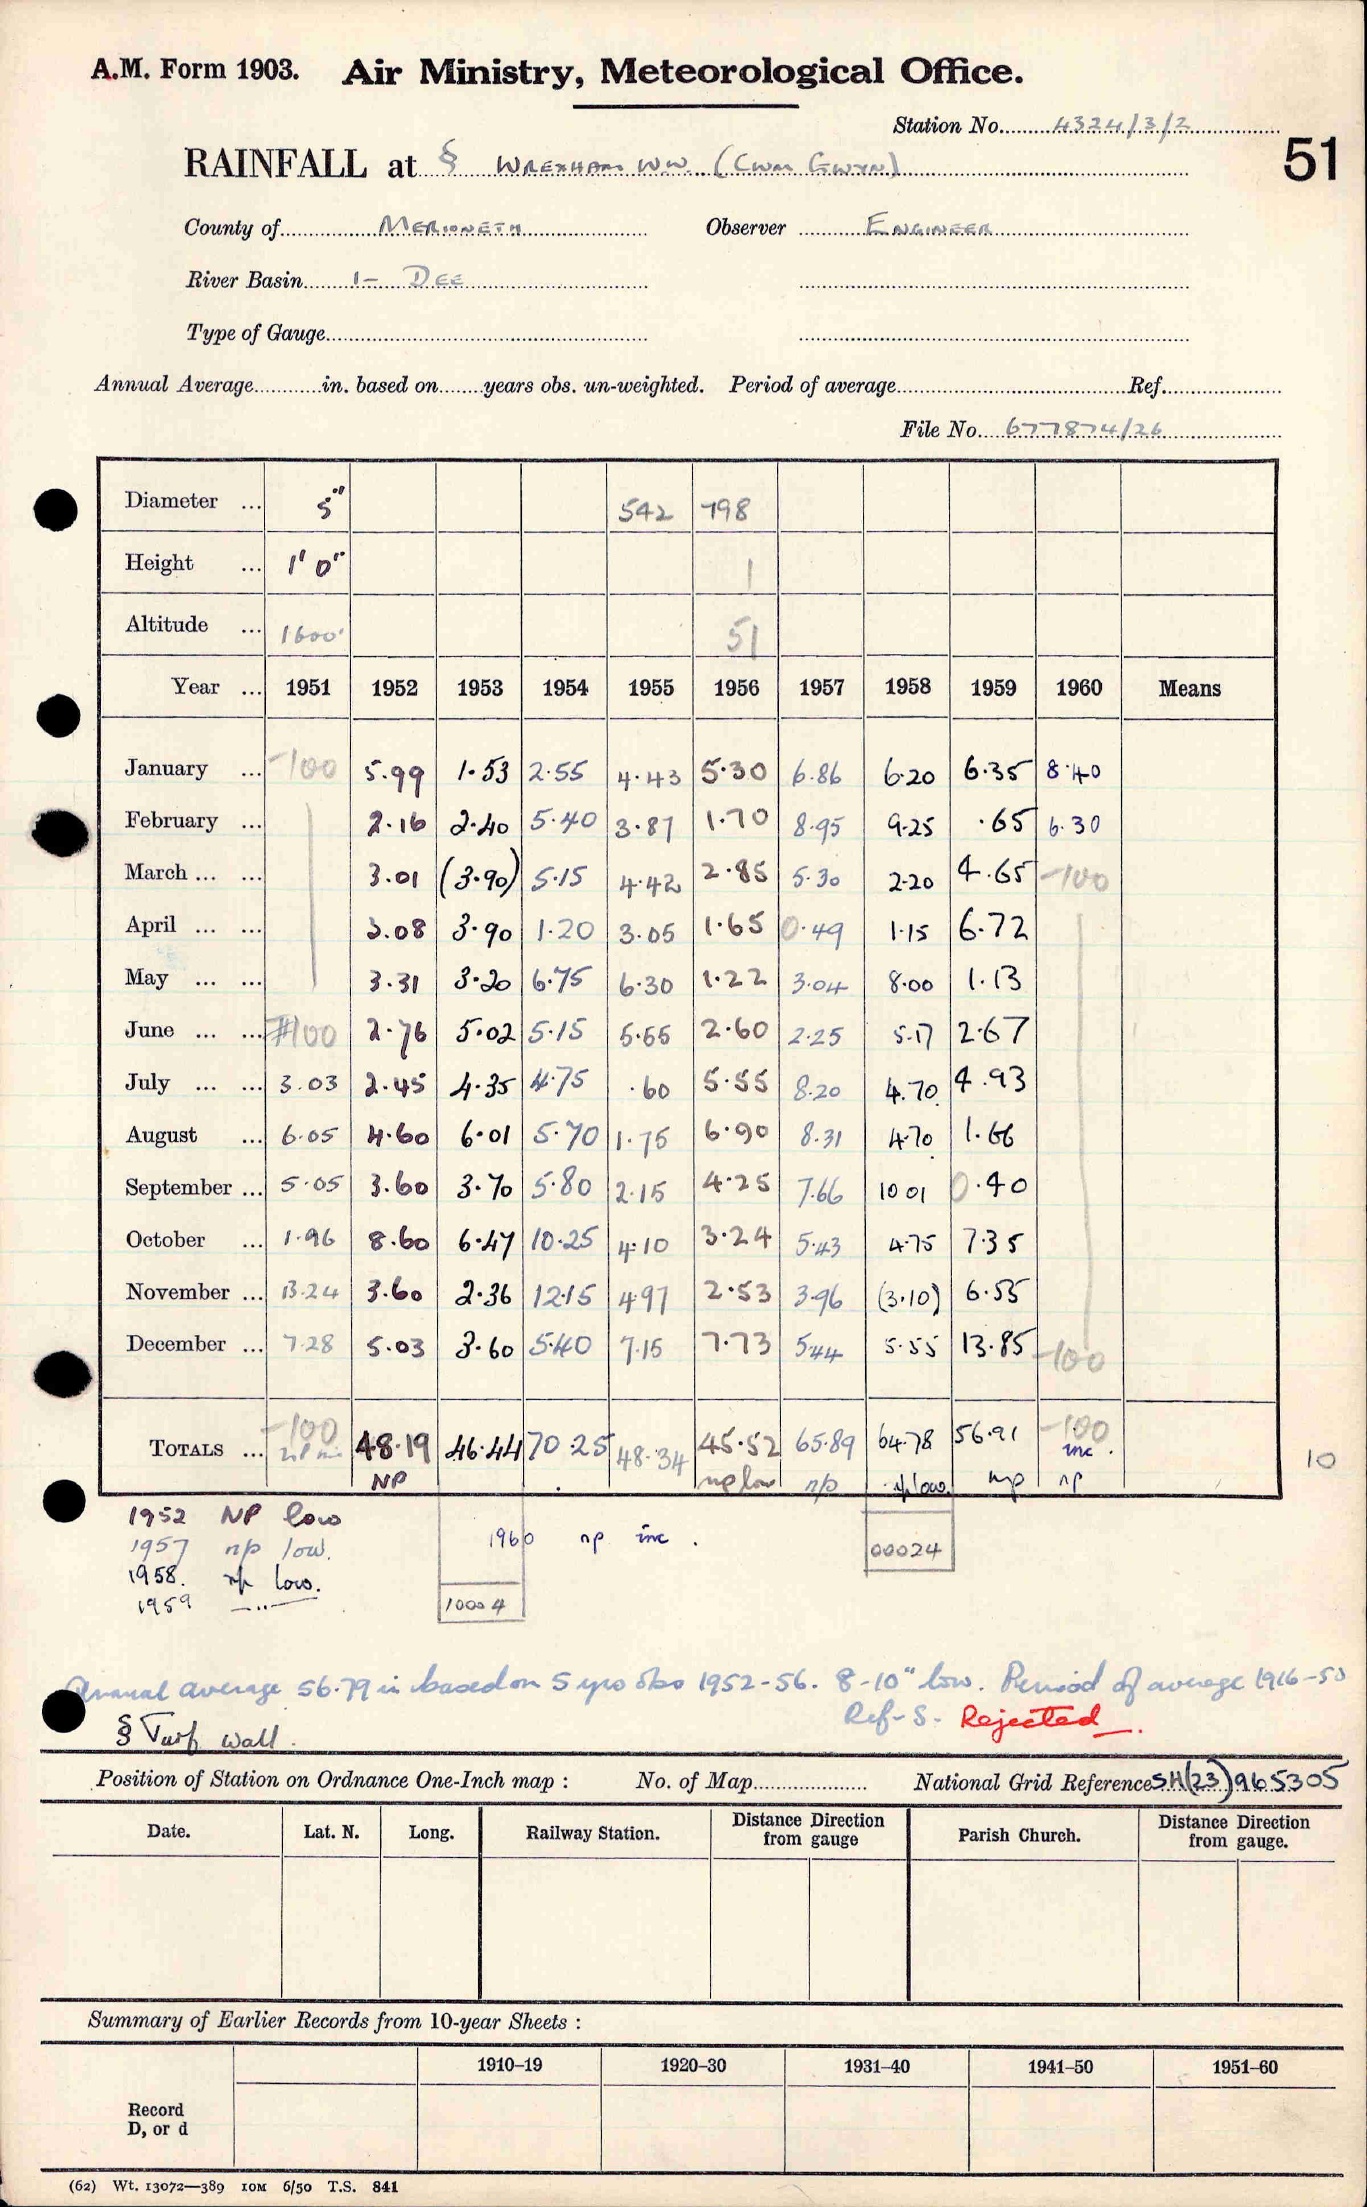 A.M. Form 1903. Air Ministry, Meteorological Office.
Station No. 4324/3/2
51
RAINFALL at § WREXHAM W.W. (CWM GWYN)
County of MERIONETH Observer ENGINEER
River Basin 1- DEE
Type of Gauge
Annual Average in. based on years obs. un-weighted. Period of average Ref.
File No. 677874/26
Diameter ... 5" 542 798
Height ... 1' 0" 1
Altitude ... 1600' 51
Year ... 1951 1952 1953 1954 1955 1956 1957 1958 1959 1960 Means
January ... -100 5.99 1.53 2.55 4.43 5.30 6.86 6.20 6.35 8.40
February ... 2.16 2.40 5.40 3.87 1.70 8.95 9.25 .65 6.30
March ... ... 3.01 (3.90) 5.15 4.42 2.85 5.30 2.20 4.65 -100
April ... ... 3.08 3.90 1.20 3.05 1.65 0.49 1.15 6.72
May ... ... 3.31 3.20 6.75 6.30 1.22 3.04 8.00 1.13
June ... ... -100 2.76 5.02 5.15 5.55 2.60 2.25 5.17 2.67
July ... ... 3.03 2.45 4.35 4.75 .60 5.55 8.20 4.70 4.93
August ... 6.05 4.60 6.01 5.70 1.75 6.90 8.31 4.70 1.66
September ... 5.05 3.60 3.70 5.80 2.15 4.25 7.66 10 01 0.40
October ... 1.96 8.60 6.47 10.25 4.10 3.24 5.43 4.75 7.35
November ... 13.24 3.60 2.36 12.15 4.97 2.53 3.96 (3.10) 6.55
December ... 7.28 5.03 3.60 5.40 7.15 7.73 5.44 5.55 13.85 -100
TOTALS ... -100 48.19 46.44 70.25 48.34 45.52 65.89 64.78 56.91 -100
inc. 10
NP np low np np low. np np
1952 NP low
1957 np low. 1960 np inc. 00024
1958. np low.
1959 —..— 10004
Annual average 56.79 in based on 5 yrs obs 1952-56. 8-10" low. Period of average 1916-50
Ref- S. Rejected.
§ Turf wall.
Position of Station on Ordnance One-Inch map : No. of Map National Grid Reference SH(23)965305
Date. Lat. N. Long. Railway Station. Distance Direction from gauge Parish Church. Distance Direction from gauge.
Summary of Earlier Records from 10-year Sheets :
1910–19 1920–30 1931–40 1941–50 1951–60
Record
D, or d
(62) Wt. 13072—389 10M 6/50 T.S. 841